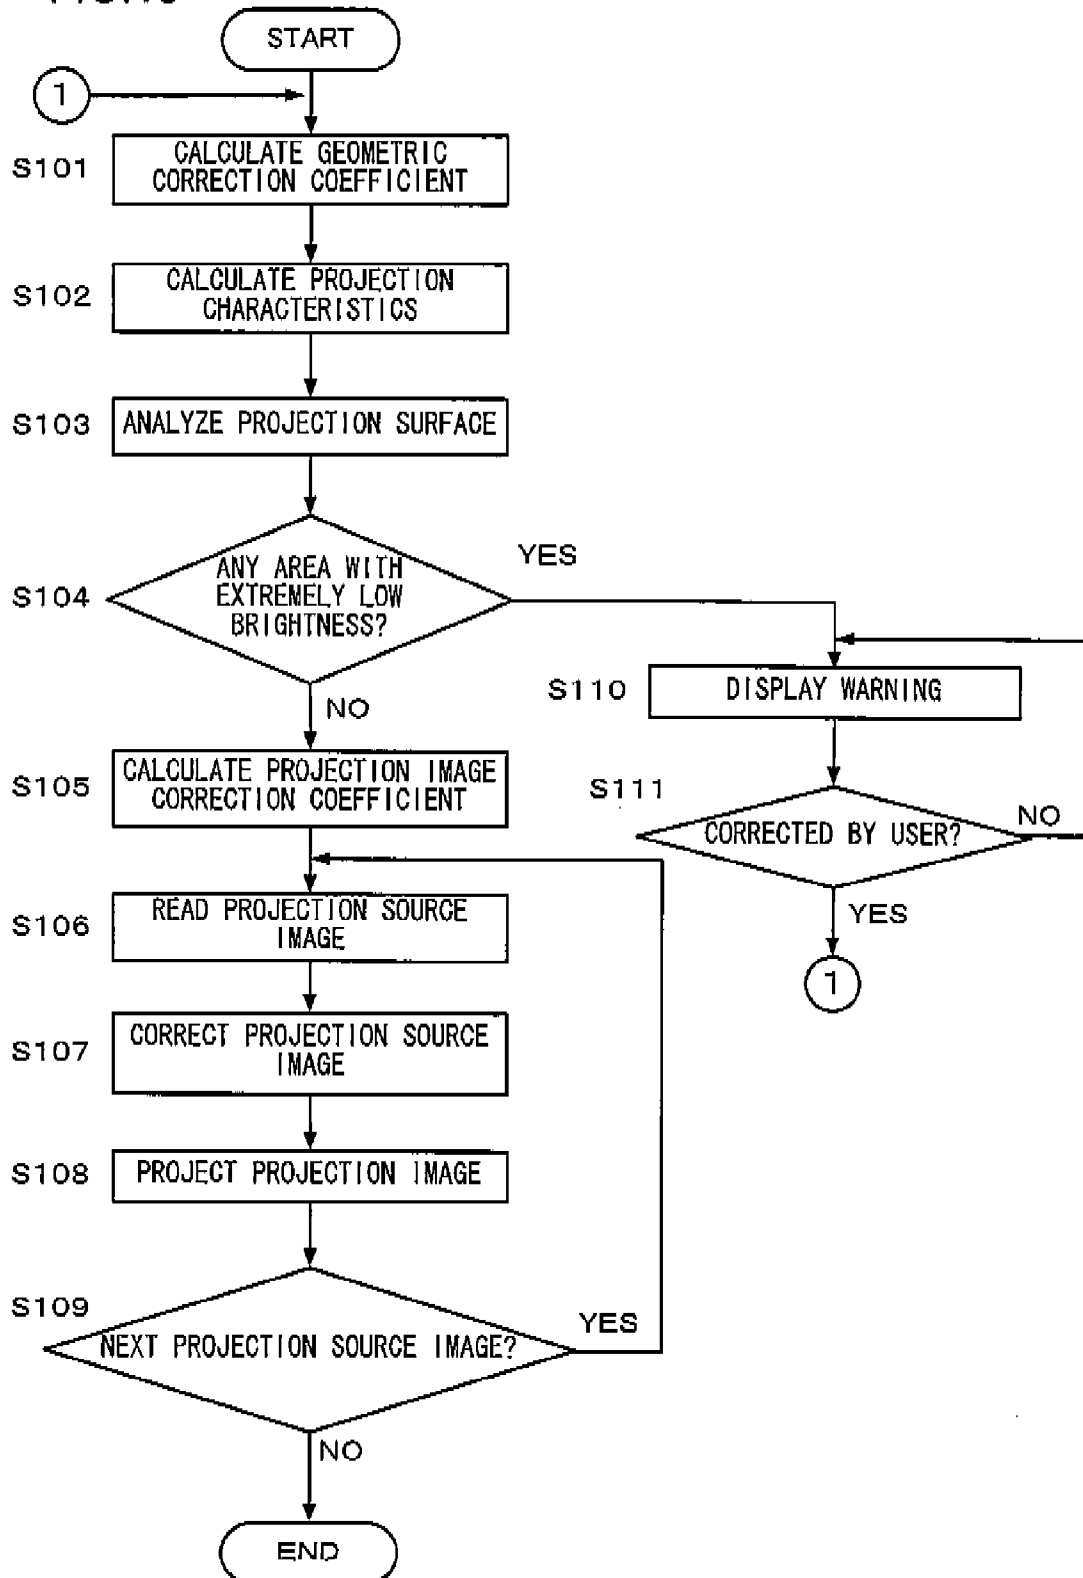 START
1
S101
CALCULATE GEOMETRIC
CORRECTION COEFFICIENT
S102
CALCULATE PROJECTION
CHARACTERISTICS
S103
ANALYZE PROJECTION SURFACE
S104
ANY AREA WITH
EXTREMELY LOW
BRIGHTNESS?
YES
NO
S110
DISPLAY WARNING
S111
CORRECTED BY USER?
NO
YES
1
S105
CALCULATE PROJECTION IMAGE
CORRECTION COEFFICIENT
S106
READ PROJECTION SOURCE
IMAGE
S107
CORRECT PROJECTION SOURCE
IMAGE
S108
PROJECT PROJECTION IMAGE
S109
NEXT PROJECTION SOURCE IMAGE?
YES
NO
END